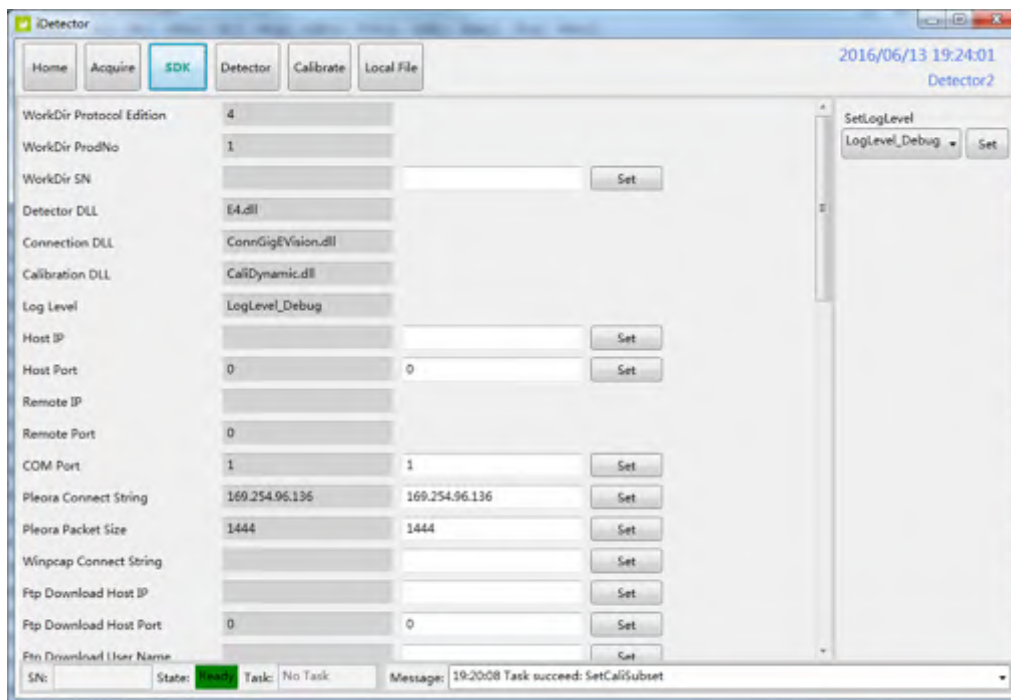 iDetector
Home Acquire SDK Detector Calibrate Local File
2016/06/13 19:24:01
Detector2
WorkDir Protocol Edition 4
WorkDir ProdNo 1
WorkDir SN Set
Detector DLL E4.dll
Connection DLL ConnGigEVision.dll
Calibration DLL CaliDynamic.dll
Log Level LogLevel_Debug
Host IP Set
Host Port 0 0 Set
Remote IP
Remote Port 0
COM Port 1 1 Set
Pleora Connect String 169.254.96.136 169.254.96.136 Set
Pleora Packet Size 1444 1444 Set
Winpcap Connect String Set
Ftp Download Host IP Set
Ftp Download Host Port 0 0 Set
Ftp Download User Name Set
SetLogLevel
LogLevel_Debug Set
SN: State: Ready Task: No Task Message: 19:20:08 Task succeed: SetCaliSubset